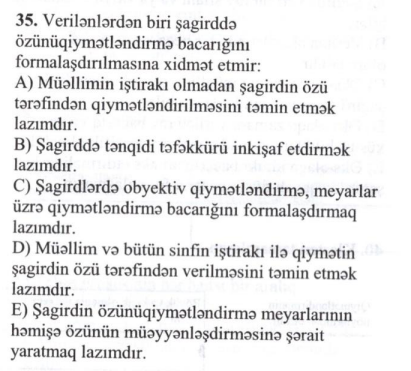 35. Verilənlərdən biri şagirddə
özünüqiymətləndirmə bacarığını
formalaşdırılmasına xidmət etmir:
A) Müəllimin iştirakı olmadan şagirdin özü
tərəfindən qiymətləndirilməsini təmin etmək
lazımdır.
B) Şagirddə tənqidi təfəkkürü inkişaf etdirmək
lazımdır.
C) Şagirdlərdə obyektiv qiymətləndirmə, meyarlar
üzrə qiymətləndirmə bacarığını formalaşdırmaq
lazımdır.
D) Müəllim və bütün sinfin iştirakı ilə qiymətin
şagirdin özü tərəfindən verilməsini təmin etmək
lazımdır.
E) Şagirdin özünüqiymətləndirmə meyarlarının
həmişə özünün müəyyənləşdirməsinə şərait
yaratmaq lazımdır.